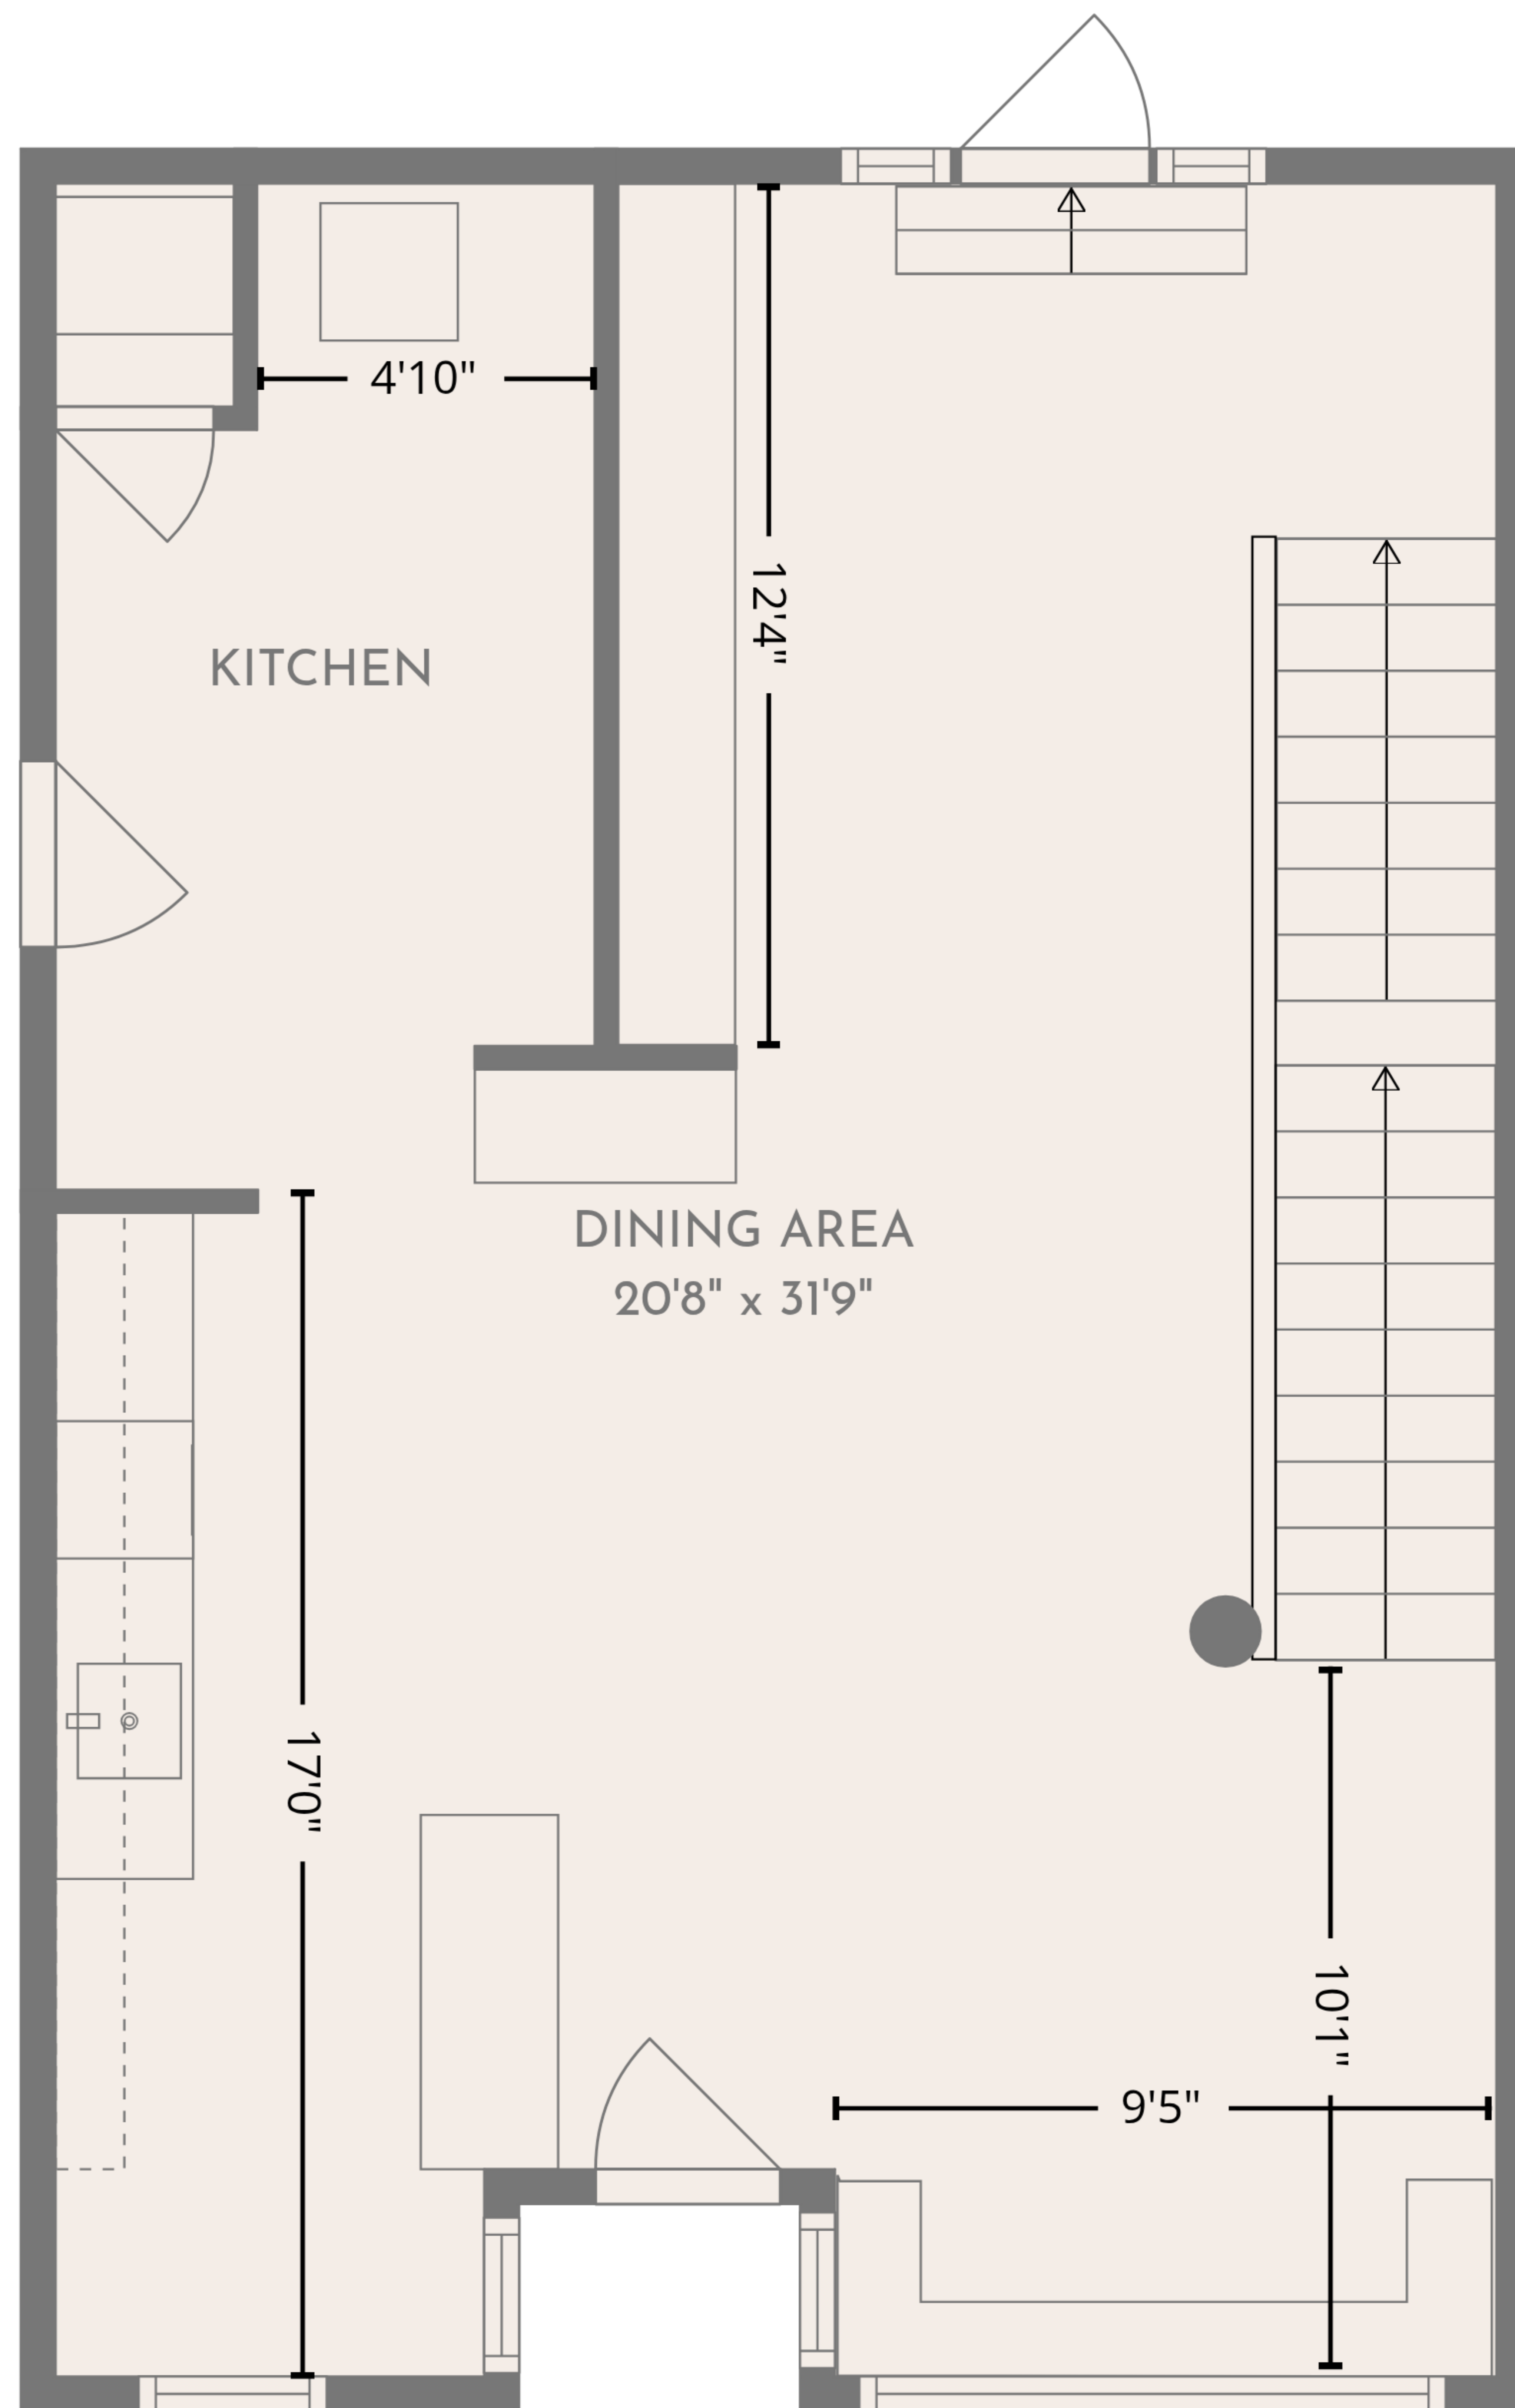 4'10"
12'4"
KITCHEN
DINING AREA
20'8" x 31'9"
17'0"
10'1"
9'5"